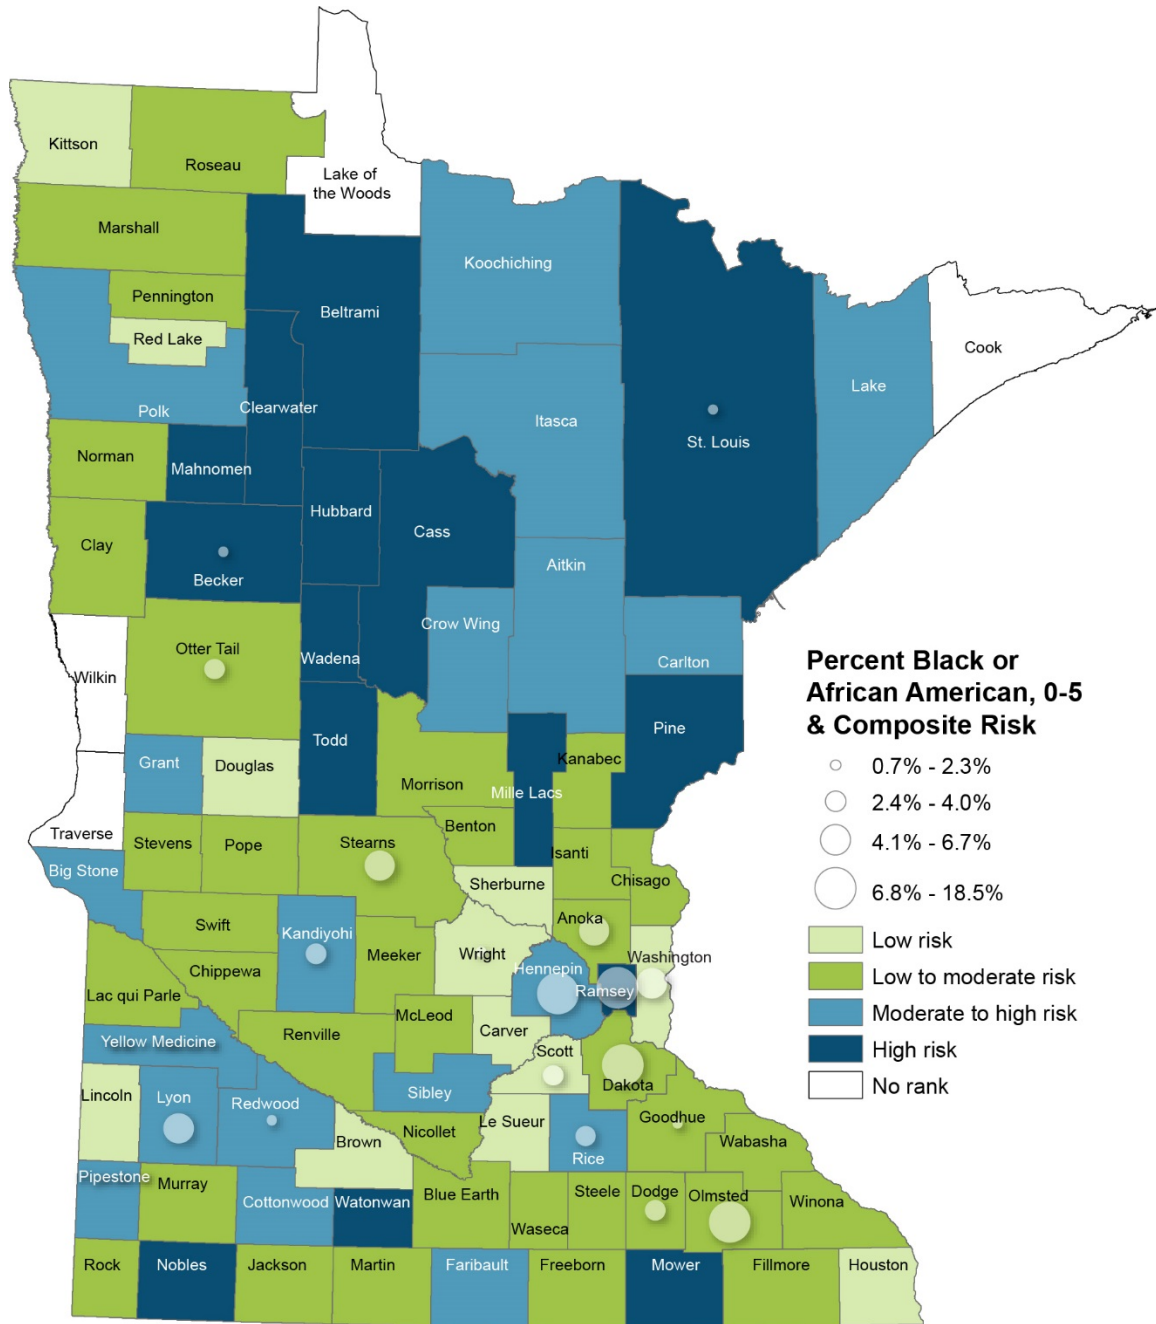 Kittson
Roseau
Lake of
the Woods
Marshall
Koochiching
Pennington
Beltrami
Red Lake
Cook
Lake
Polk
Clearwater
Itasca
St. Louis
Norman
Mahnomen
Hubbard
Cass
Clay
Aitkin
Becker
Crow Wing
Otter Tail
Wadena
Carlton
Wilkin
Pine
Todd
Grant
Douglas
Kanabec
Morrison
Mille Lacs
Traverse
Benton
Stevens
Pope
Stearns
Isanti
Big Stone
Chisago
Sherburne
Swift
Anoka
Kandiyohi
Meeker
Wright
Washington
Chippewa
Hennepin
Lac qui Parle
Ramsey
McLeod
Renville
Carver
Yellow Medicine
Scott
Dakota
Sibley
Lincoln
Lyon
Redwood
Goodhue
Le Sueur
Nicollet
Brown
Wabasha
Rice
Pipestone
Murray
Cottonwood
Watonwan
Blue Earth
Steele
Dodge
Olmsted
Winona
Waseca
Rock
Nobles
Jackson
Martin
Faribault
Freeborn
Mower
Fillmore
Houston
Percent Black or
African American, 0-5
& Composite Risk
0.7% - 2.3%
2.4% - 4.0%
4.1% - 6.7%
6.8% - 18.5%
Low risk
Low to moderate risk
Moderate to high risk
High risk
No rank